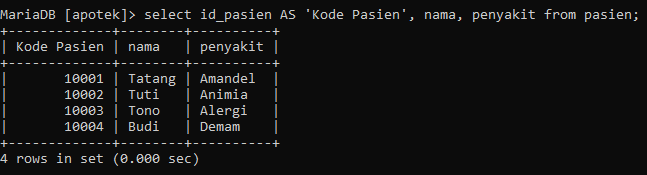 MariaDB [apotek]> select id_pasien AS 'Kode Pasien', nama, penyakit from pasien;
+-------------+--------+----------+
| Kode Pasien | nama   | penyakit |
+-------------+--------+----------+
|       10001 | Tatang | Amandel  |
|       10002 | Tuti   | Animia   |
|       10003 | Tono   | Alergi   |
|       10004 | Budi   | Demam    |
+-------------+--------+----------+
4 rows in set (0.000 sec)